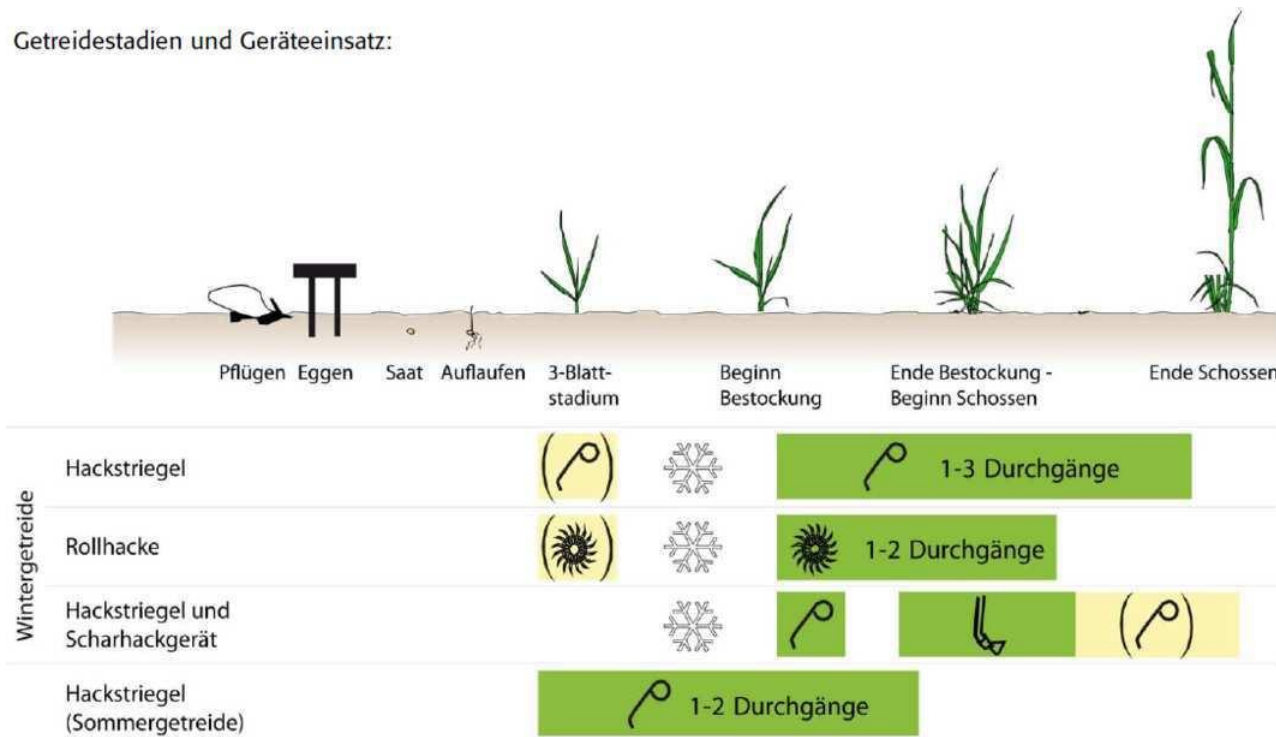 Getreidestadien und Geräteeinsatz:
Pflügen Eggen Saat Auflaufen 3-Blatt- Beginn Ende Bestockung - Ende Schossen
stadium Bestockung Beginn Schossen
Wintergetreide
Hackstriegel 1-3 Durchgänge
Rollhacke 1-2 Durchgänge
Hackstriegel und
Scharhackgerät
Hackstriegel 1-2 Durchgänge
(Sommergetreide)